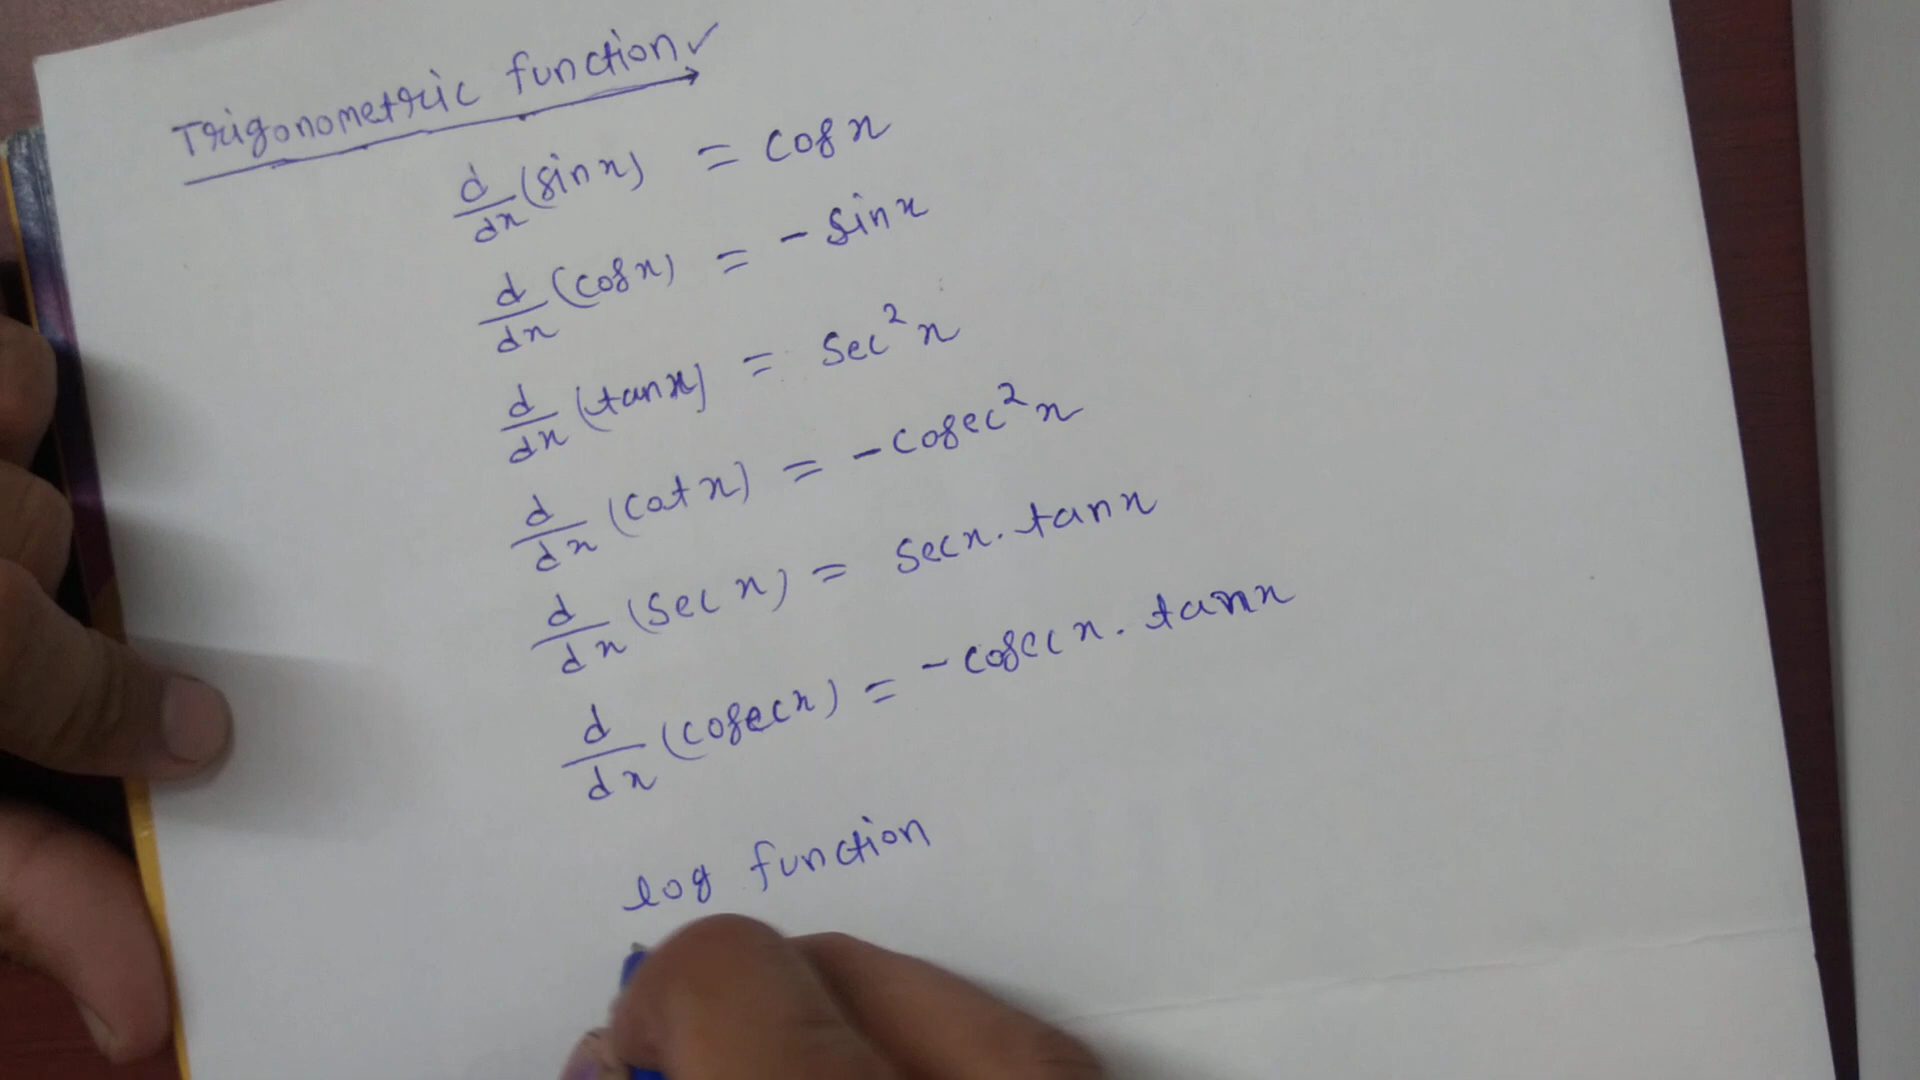 Trigonometric function ✓
d/dx (sin x) = cos x
d/dx (cos x) = - sin x
d/dx (tan x) = Sec² x
d/dx (cot x) = - cosec² x
d/dx (Sec x) = Sec x . tan x
d/dx (cosec x) = - cosec x . tan x
log function